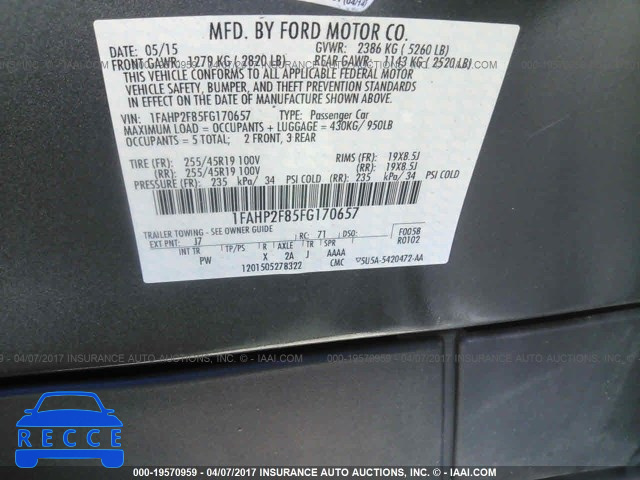 MFD. BY FORD MOTOR CO.
DATE: 05/15 GVWR: 2386 KG ( 5260 LB)
FRONT GAWR: 1279 KG ( 2820 LB) REAR GAWR: 1143 KG ( 2520 LB)
THIS VEHICLE CONFORMS TO ALL APPLICABLE FEDERAL MOTOR
VEHICLE SAFETY, BUMPER, AND THEFT PREVENTION STANDARDS
IN EFFECT ON THE DATE OF MANUFACTURE SHOWN ABOVE.
VIN: 1FAHP2F85FG170657 TYPE: Passenger Car
MAXIMUM LOAD = OCCUPANTS + LUGGAGE = 430KG/ 950LB
OCCUPANTS = 5 TOTAL; 2 FRONT, 3 REAR
TIRE (FR): 255/45R19 100V RIMS (FR): 19X8.5J
(RR): 255/45R19 100V (RR): 19X8.5J
PRESSURE (FR): 235 kPa/ 34 PSI COLD (RR): 235 kPa/ 34 PSI COLD
1FAHP2F85FG170657
TRAILER TOWING - SEE OWNER GUIDE
EXT PNT: J7 RC: 71 DSO: F0058
R0102
INT TR TP/PS R AXLE TR SPR
PW X 2A J AAAA
1201505278322 CMC 5U5A-5420472-AA
000-19570959 - 04/07/2017 INSURANCE AUTO AUCTIONS, INC. - © - IAAI.COM
RECCE
000-19570959 - 04/07/2017 INSURANCE AUTO AUCTIONS, INC. - © - IAAI.COM